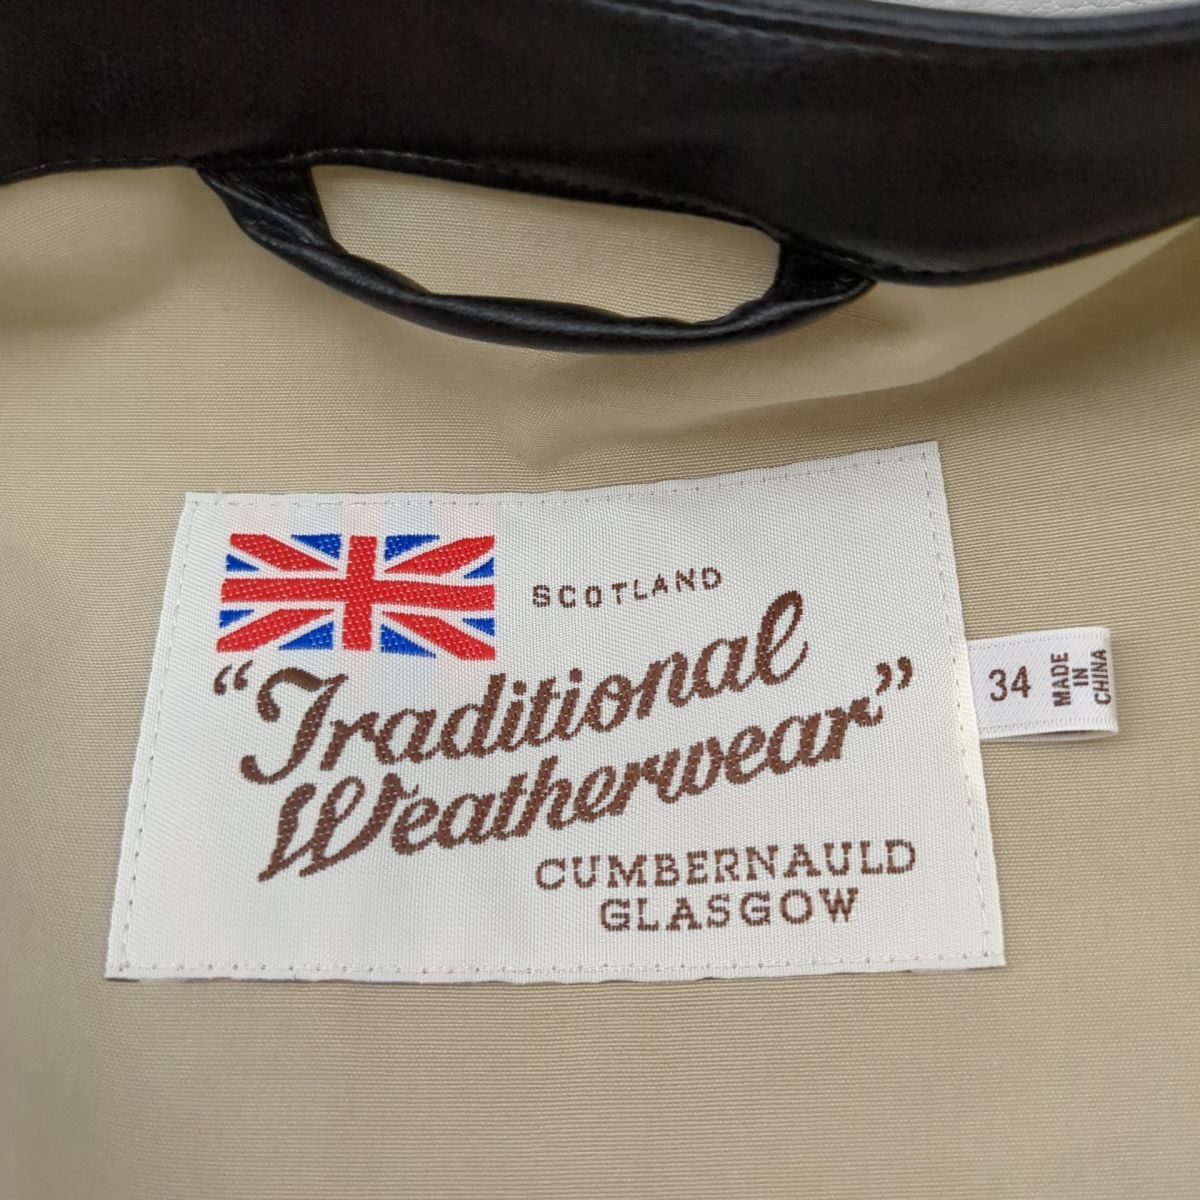 SCOTLAND
“Traditional
Weatherwear”
CUMBERNAULD
GLASGOW
34
MADE
IN
CHINA